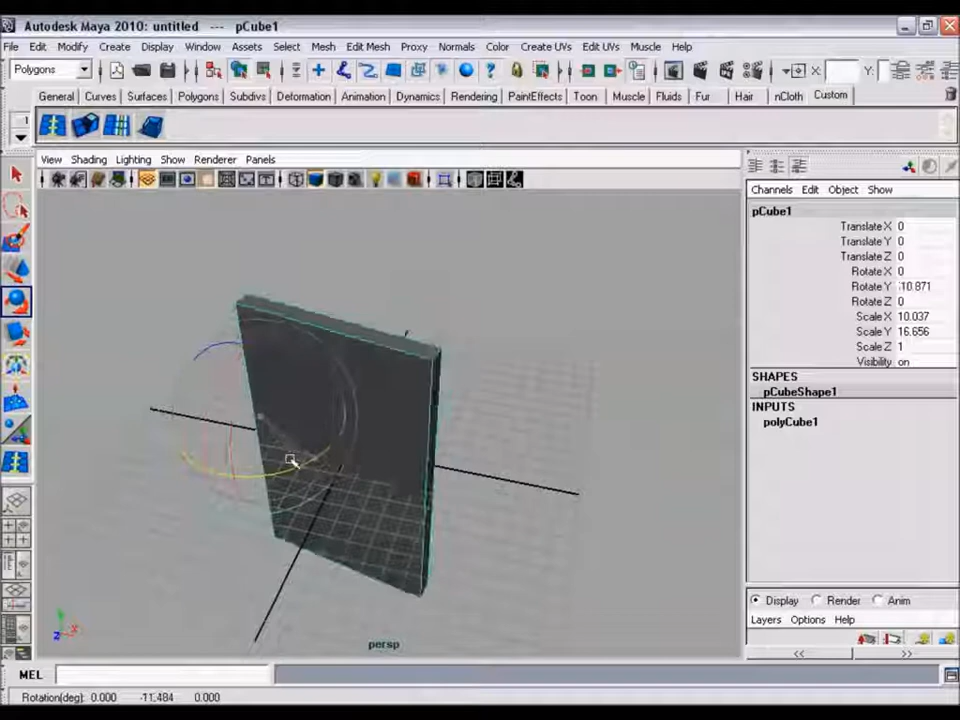 Autodesk Maya 2010: untitled --- pCube1
File Edit Modify Create Display Window Assets Select Mesh Edit Mesh Proxy Normals Color Create UVs Edit UVs Muscle Help
Polygons X: Y:
General Curves Surfaces Polygons Subdivs Deformation Animation Dynamics Rendering PaintEffects Toon Muscle Fluids Fur Hair nCloth Custom
View Shading Lighting Show Renderer Panels
Channels Edit Object Show
pCube1
Translate X 0
Translate Y 0
Translate Z 0
Rotate X 0
Rotate Y -10.871
Rotate Z 0
Scale X 10.037
Scale Y 16.656
Scale Z 1
Visibility on
SHAPES
pCubeShape1
INPUTS
polyCube1
Display Render Anim
Layers Options Help
<< >>
persp
MEL
Rotation(deg): 0.000 -11.484 0.000